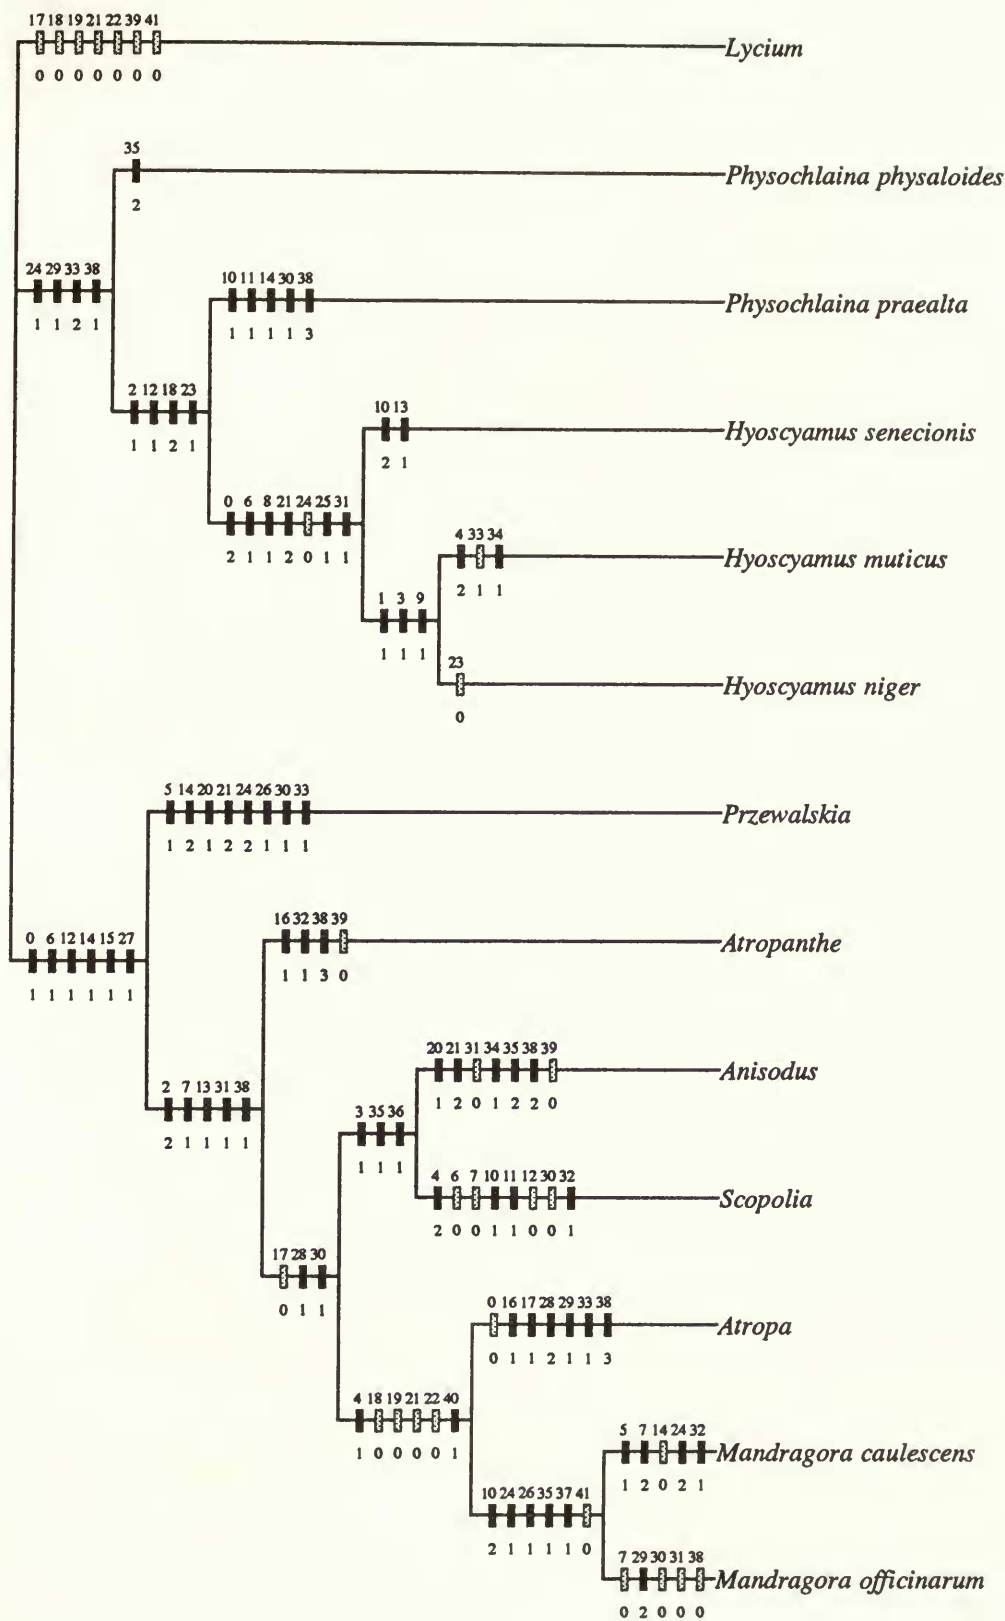 17 18 19 21 22 39 41
Lycium
0 0 0 0 0 0 0
35
Physochlaina physaloides
2
24 29 33 38
1 1 2 1
10 11 14 30 38
Physochlaina praealta
1 1 1 1 3
2 12 18 23
1 1 2 1
10 13
Hyoscyamus senecionis
2 1
0 6 8 21 24 25 31
2 1 1 2 0 1 1
4 33 34
Hyoscyamus muticus
2 1 1
1 3 9
1 1 1
23
Hyoscyamus niger
0
5 14 20 21 24 26 30 33
Przewalskia
1 2 1 2 2 1 1 1
16 32 38 39
Atropanthe
1 1 3 0
0 6 12 14 15 27
1 1 1 1 1 1
20 21 31 34 35 38 39
Anisodus
1 2 0 1 2 2 0
2 7 13 31 38
2 1 1 1 1
3 35 36
1 1 1
4 6 7 10 11 12 30 32
Scopolia
2 0 0 1 1 0 0 1
17 28 30
0 1 1
0 16 17 28 29 33 38
Atropa
0 1 1 2 1 1 3
4 18 19 21 22 40
1 0 0 0 0 1
5 7 14 24 32
Mandragora caulescens
1 2 0 2 1
10 24 26 35 37 41
2 1 1 1 1 0
7 29 30 31 38
Mandragora officinarum
0 2 0 0 0